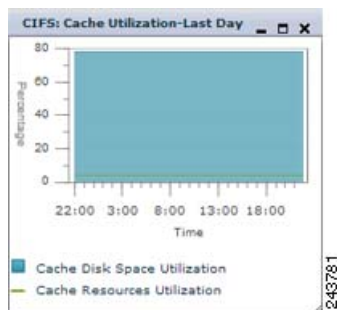 CIFS: Cache Utilization-Last Day
80
60
40
20
0
Percentage
22:00 3:00 8:00 13:00 18:00
Time
Cache Disk Space Utilization
Cache Resources Utilization
243781